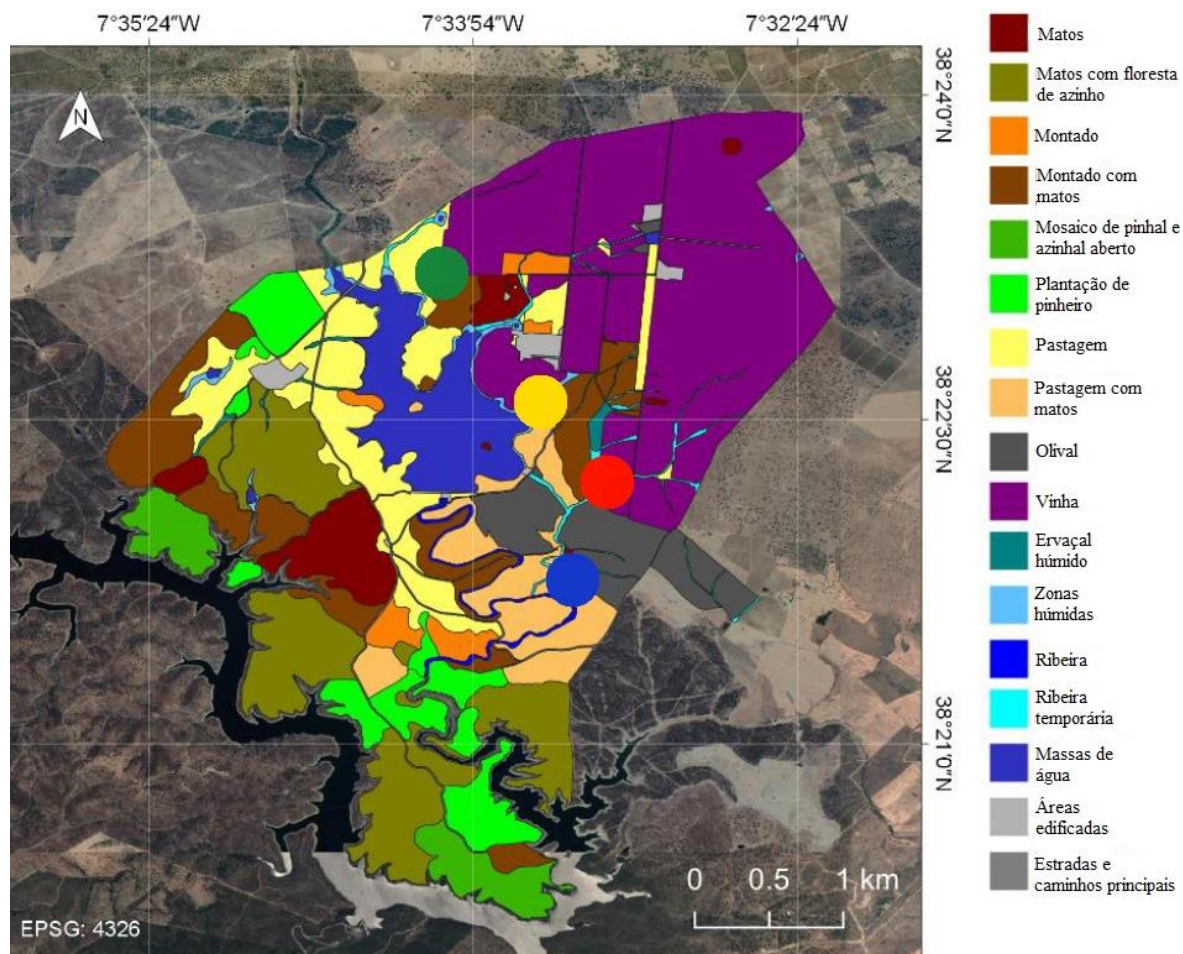 7°35'24"W 7°33'54"W 7°32'24"W
N
38°24'0"N
38°22'30"N
38°21'0"N
0 0.5 1 km
EPSG: 4326
Matos
Matos com floresta
de azinho
Montado
Montado com
matos
Mosaico de pinhal e
azinhal aberto
Plantação de
pinheiro
Pastagem
Pastagem com
matos
Olival
Vinha
Ervaçal
húmido
Zonas
húmidas
Ribeira
Ribeira
temporária
Massas de
água
Áreas
edificadas
Estradas e
caminhos principais